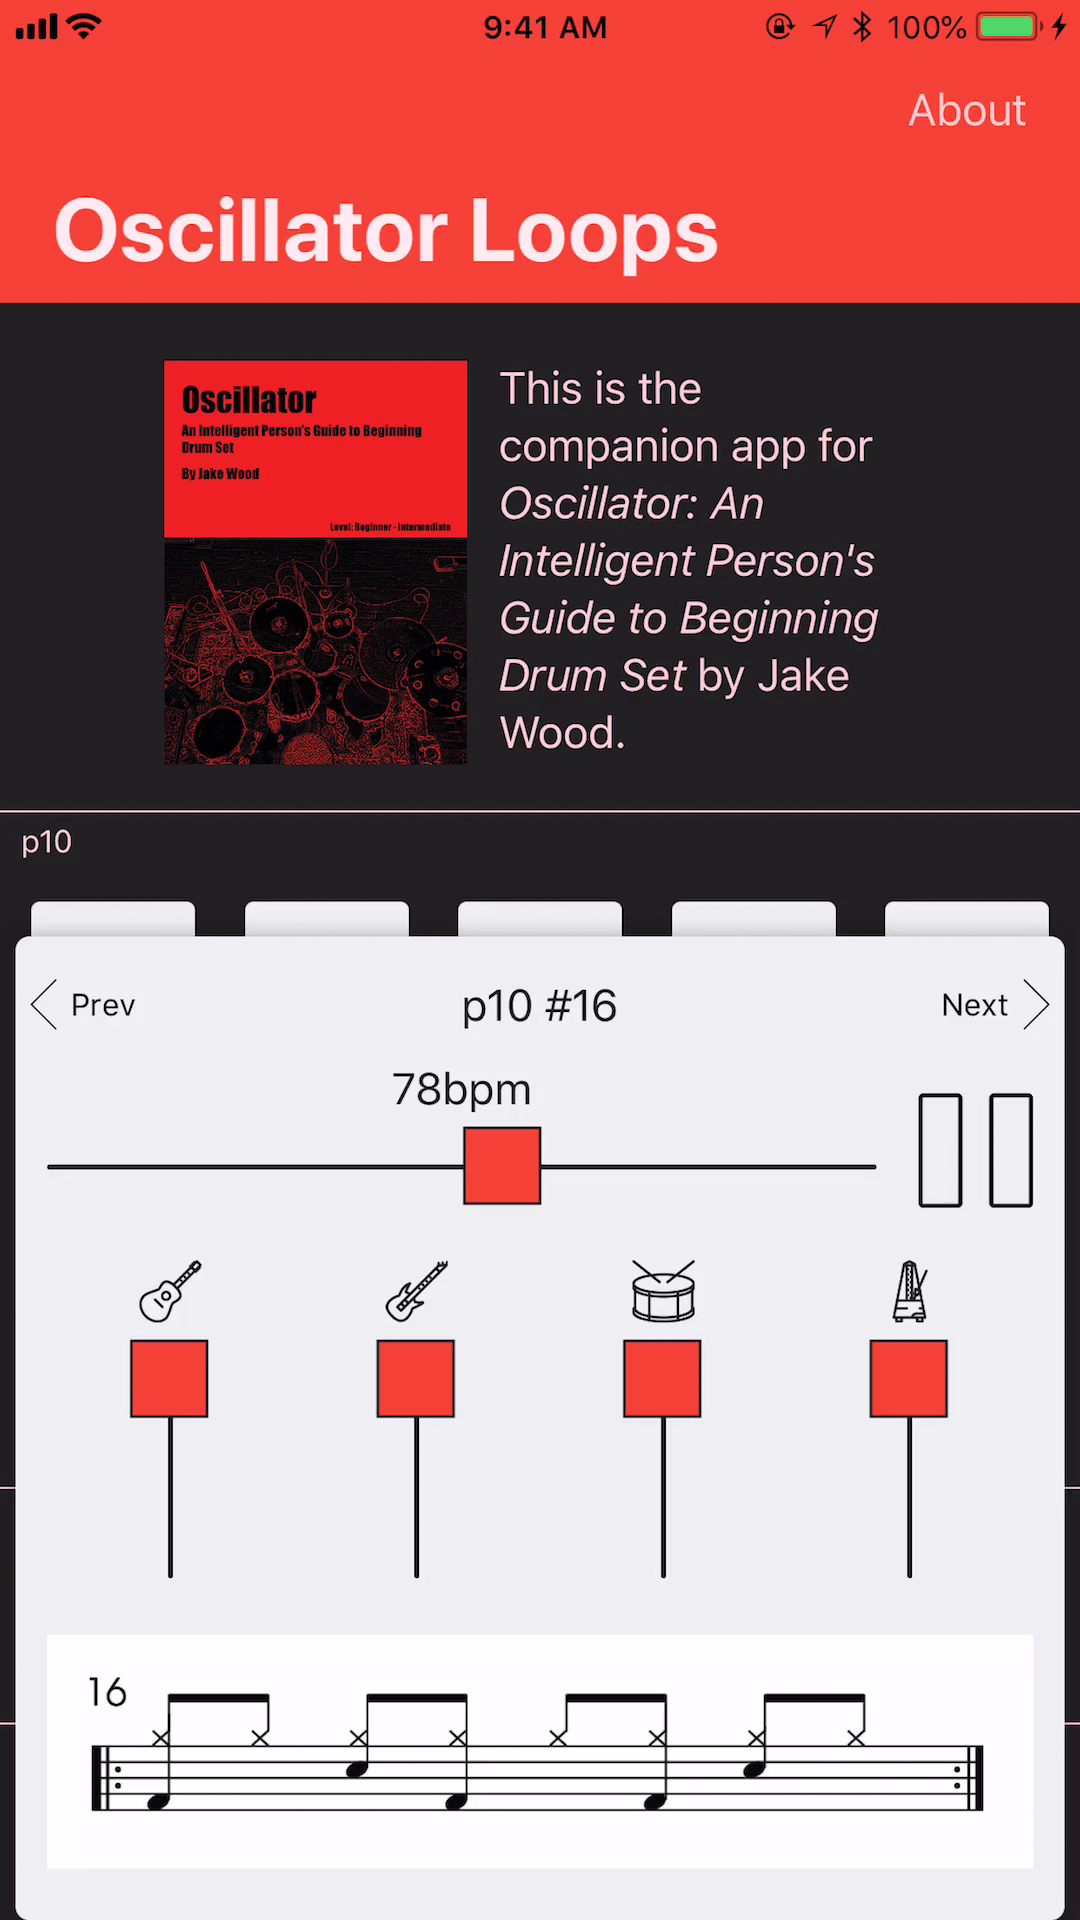 9:41 AM
100%
About
Oscillator Loops
Oscillator
An Intelligent Person's Guide to Beginning
Drum Set
By Jake Wood
Level: Beginner - Intermediate
This is the
companion app for
Oscillator: An
Intelligent Person's
Guide to Beginning
Drum Set by Jake
Wood.
p10
Prev
p10 #16
Next
78bpm
16